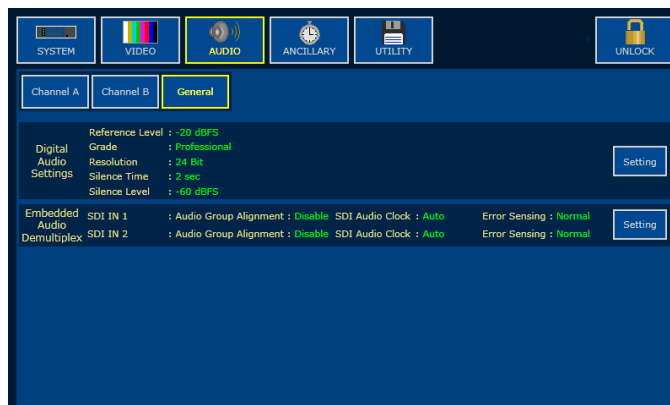 SYSTEM
VIDEO
AUDIO
ANCILLARY
UTILITY
UNLOCK
Channel A
Channel B
General
Digital
Audio
Settings
Reference Level : -20 dBFS
Grade : Professional
Resolution : 24 Bit
Silence Time : 2 sec
Silence Level : -60 dBFS
Setting
Embedded
Audio
Demultiplex
SDI IN 1 : Audio Group Alignment : Disable SDI Audio Clock : Auto Error Sensing : Normal
SDI IN 2 : Audio Group Alignment : Disable SDI Audio Clock : Auto Error Sensing : Normal
Setting